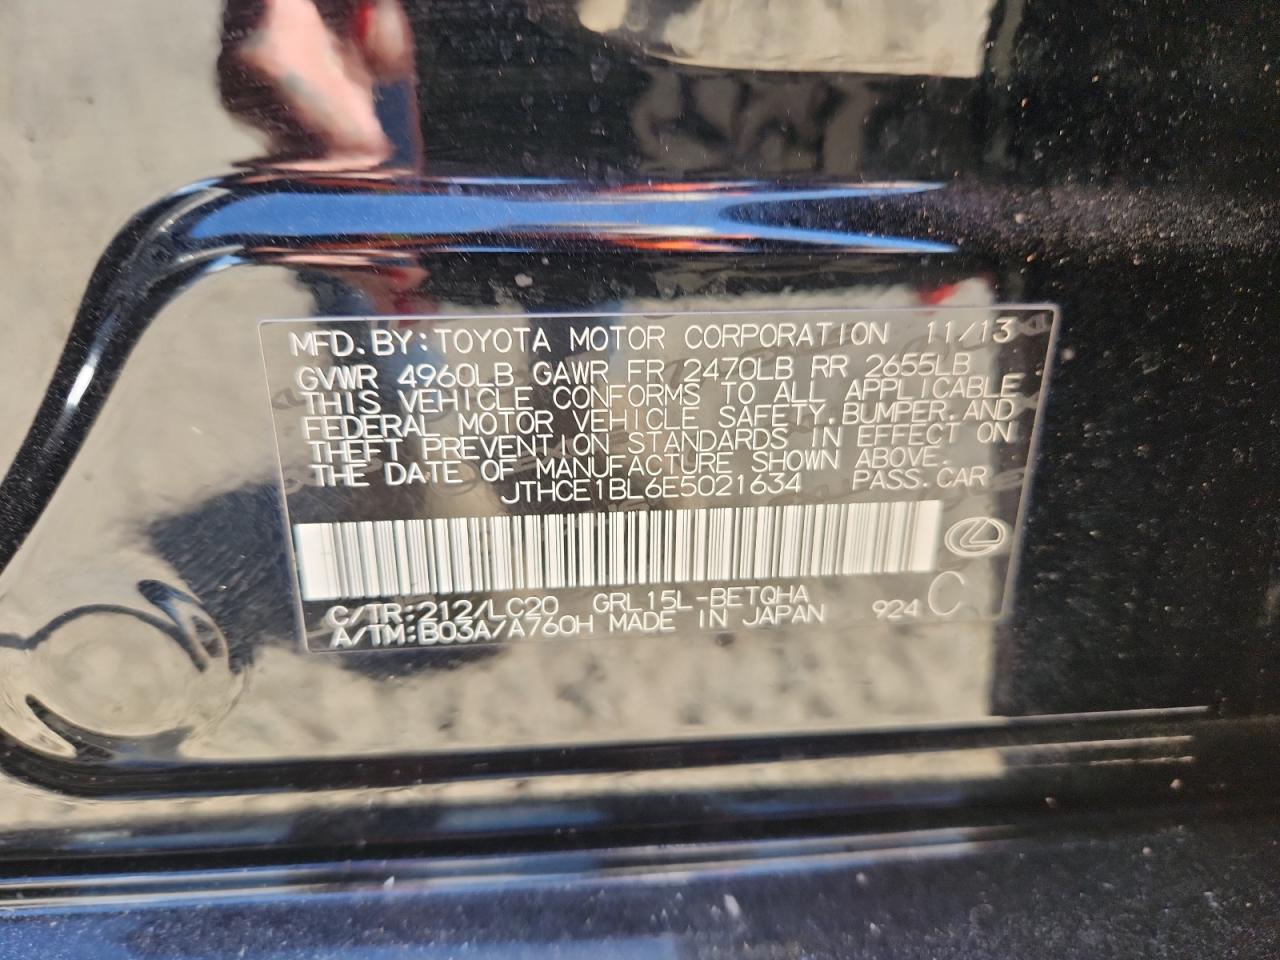 MFD. BY: TOYOTA MOTOR CORPORATION 11/13
GVWR 4960LB GAWR FR 2470LB RR 2655LB
THIS VEHICLE CONFORMS TO ALL APPLICABLE
FEDERAL MOTOR VEHICLE SAFETY, BUMPER, AND
THEFT PREVENTION STANDARDS IN EFFECT ON
THE DATE OF MANUFACTURE SHOWN ABOVE.
JTHCE1BL6E5021634 PASS. CAR
C/TR: 212/LC20 GRL15L-BETQHA
A/TM: B03A/A760H MADE IN JAPAN 924 C